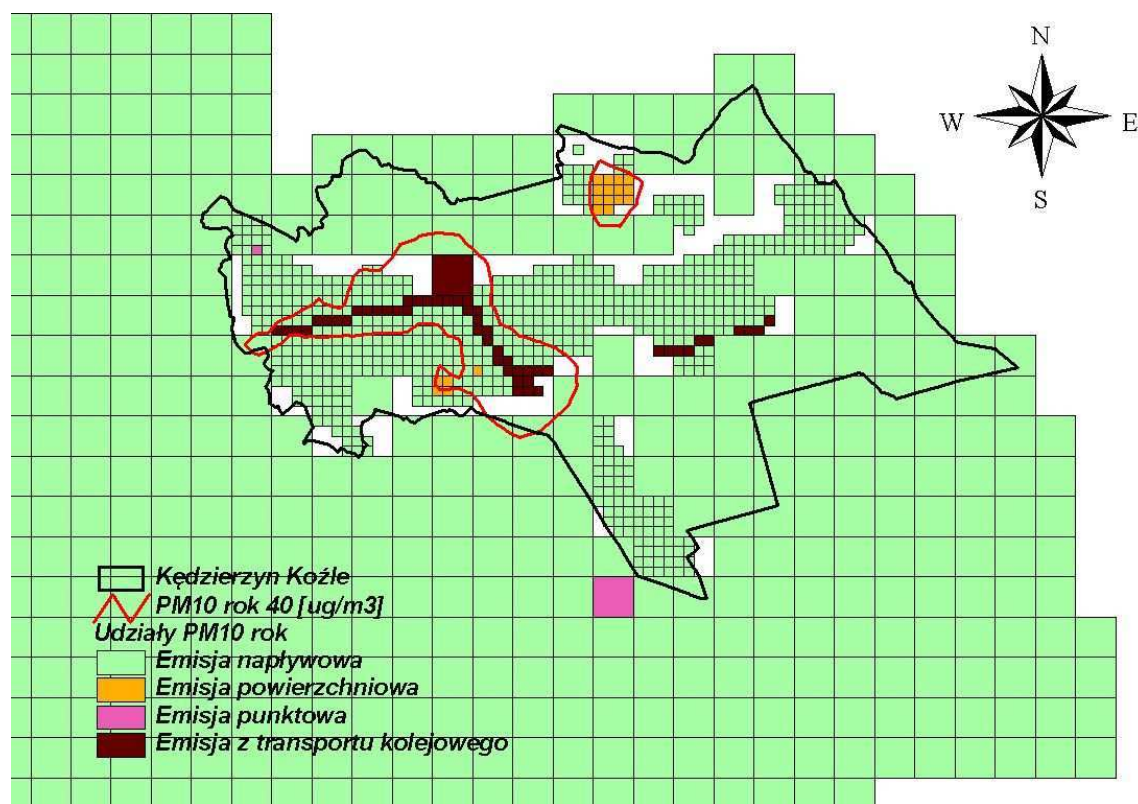 N
W
E
S
Kędzierzyn Koźle
PM10 rok 40 [ug/m3]
Udziały PM10 rok
Emisja napływowa
Emisja powierzchniowa
Emisja punktowa
Emisja z transportu kolejowego